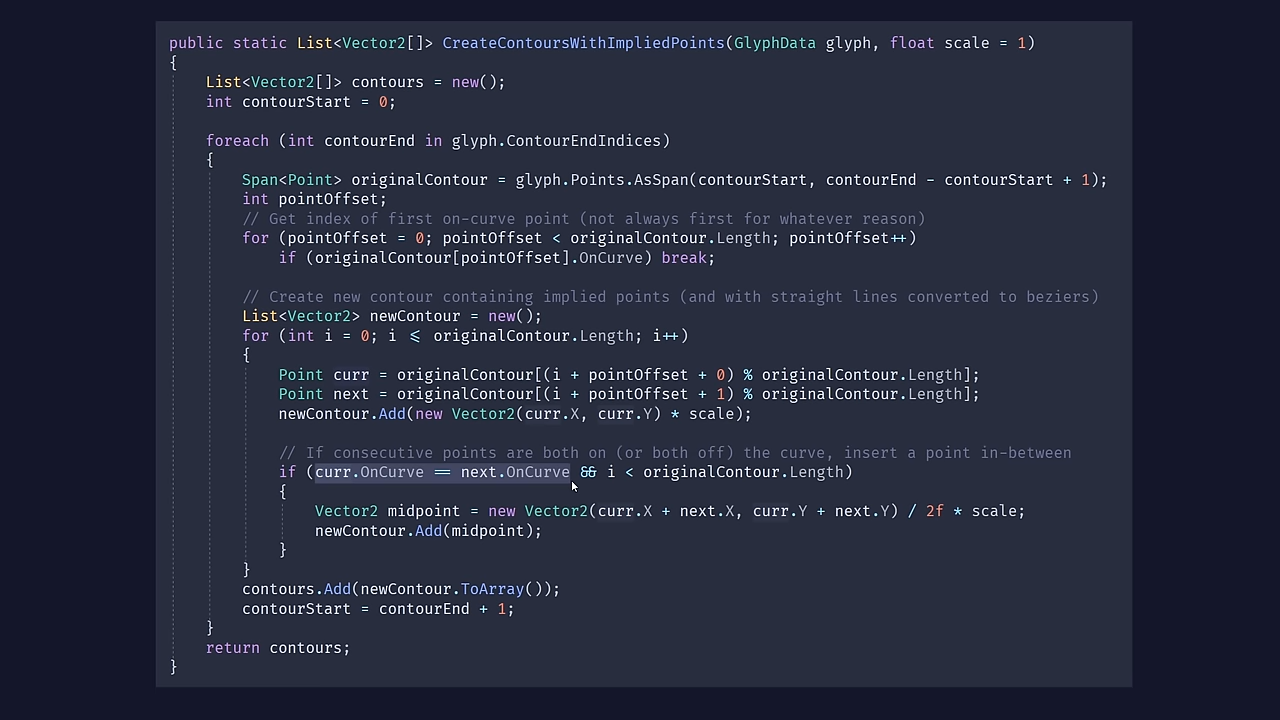 public static List<Vector2[]> CreateContoursWithImpliedPoints(GlyphData glyph, float scale = 1)
{
    List<Vector2[]> contours = new();
    int contourStart = 0;

    foreach (int contourEnd in glyph.ContourEndIndices)
    {
        Span<Point> originalContour = glyph.Points.AsSpan(contourStart, contourEnd - contourStart + 1);
        int pointOffset;
        // Get index of first on-curve point (not always first for whatever reason)
        for (pointOffset = 0; pointOffset < originalContour.Length; pointOffset++)
            if (originalContour[pointOffset].OnCurve) break;

        // Create new contour containing implied points (and with straight lines converted to beziers)
        List<Vector2> newContour = new();
        for (int i = 0; i <= originalContour.Length; i++)
        {
            Point curr = originalContour[(i + pointOffset + 0) % originalContour.Length];
            Point next = originalContour[(i + pointOffset + 1) % originalContour.Length];
            newContour.Add(new Vector2(curr.X, curr.Y) * scale);

            // If consecutive points are both on (or both off) the curve, insert a point in-between
            if (curr.OnCurve == next.OnCurve && i < originalContour.Length)
            {
                Vector2 midpoint = new Vector2(curr.X + next.X, curr.Y + next.Y) / 2f * scale;
                newContour.Add(midpoint);
            }
        }
        contours.Add(newContour.ToArray());
        contourStart = contourEnd + 1;
    }
    return contours;
}